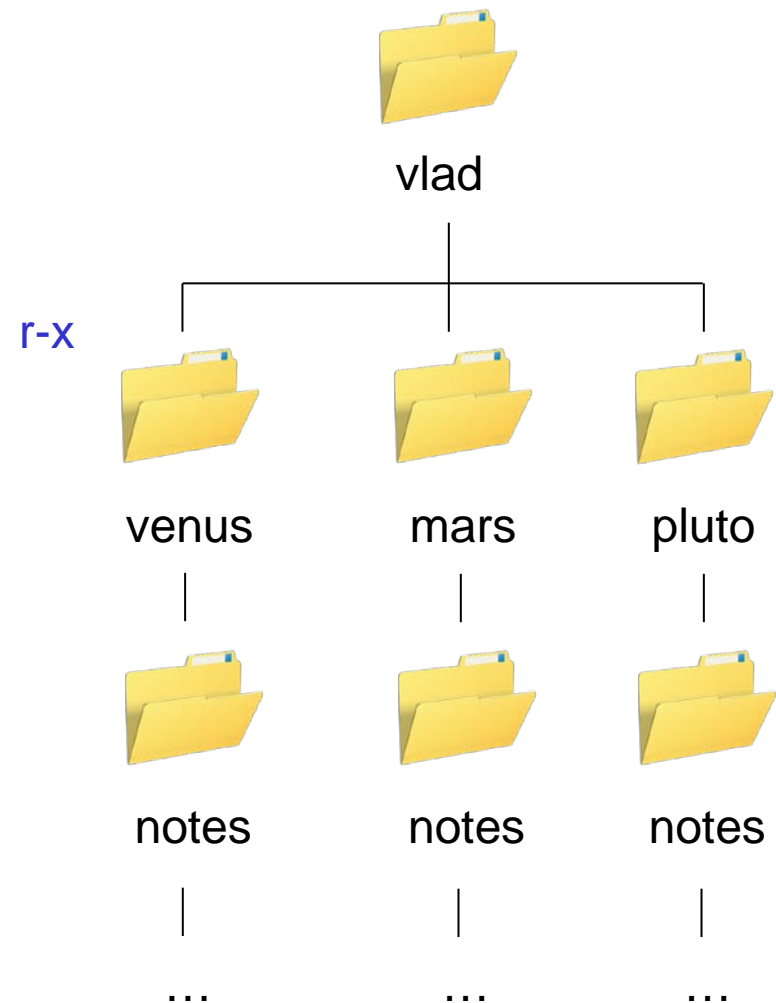 vlad
r-x
venus mars pluto
notes notes notes
... ... ...